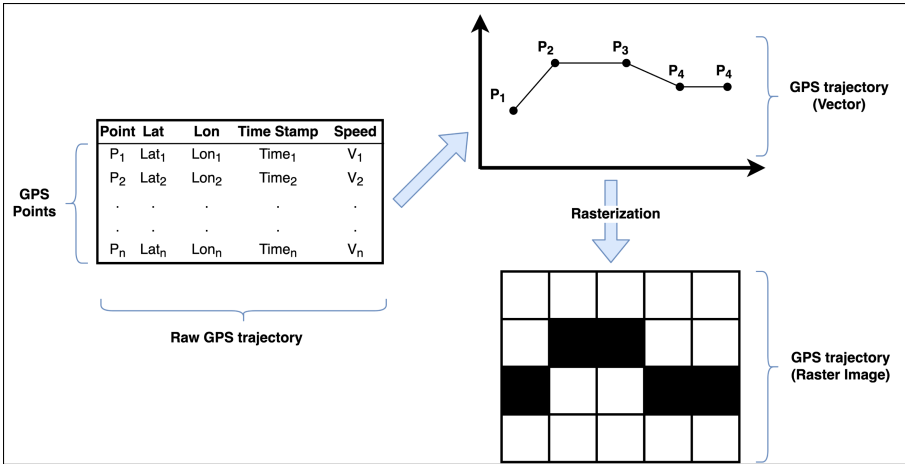 Point Lat Lon Time Stamp Speed
P1 Lat1 Lon1 Time1 V1
P2 Lat2 Lon2 Time2 V2
. . . . .
. . . . .
Pn Latn Lonn Timen Vn
GPS
Points
Raw GPS trajectory
P1
P2
P3
P4
P4
GPS trajectory
(Vector)
Rasterization
GPS trajectory
(Raster Image)